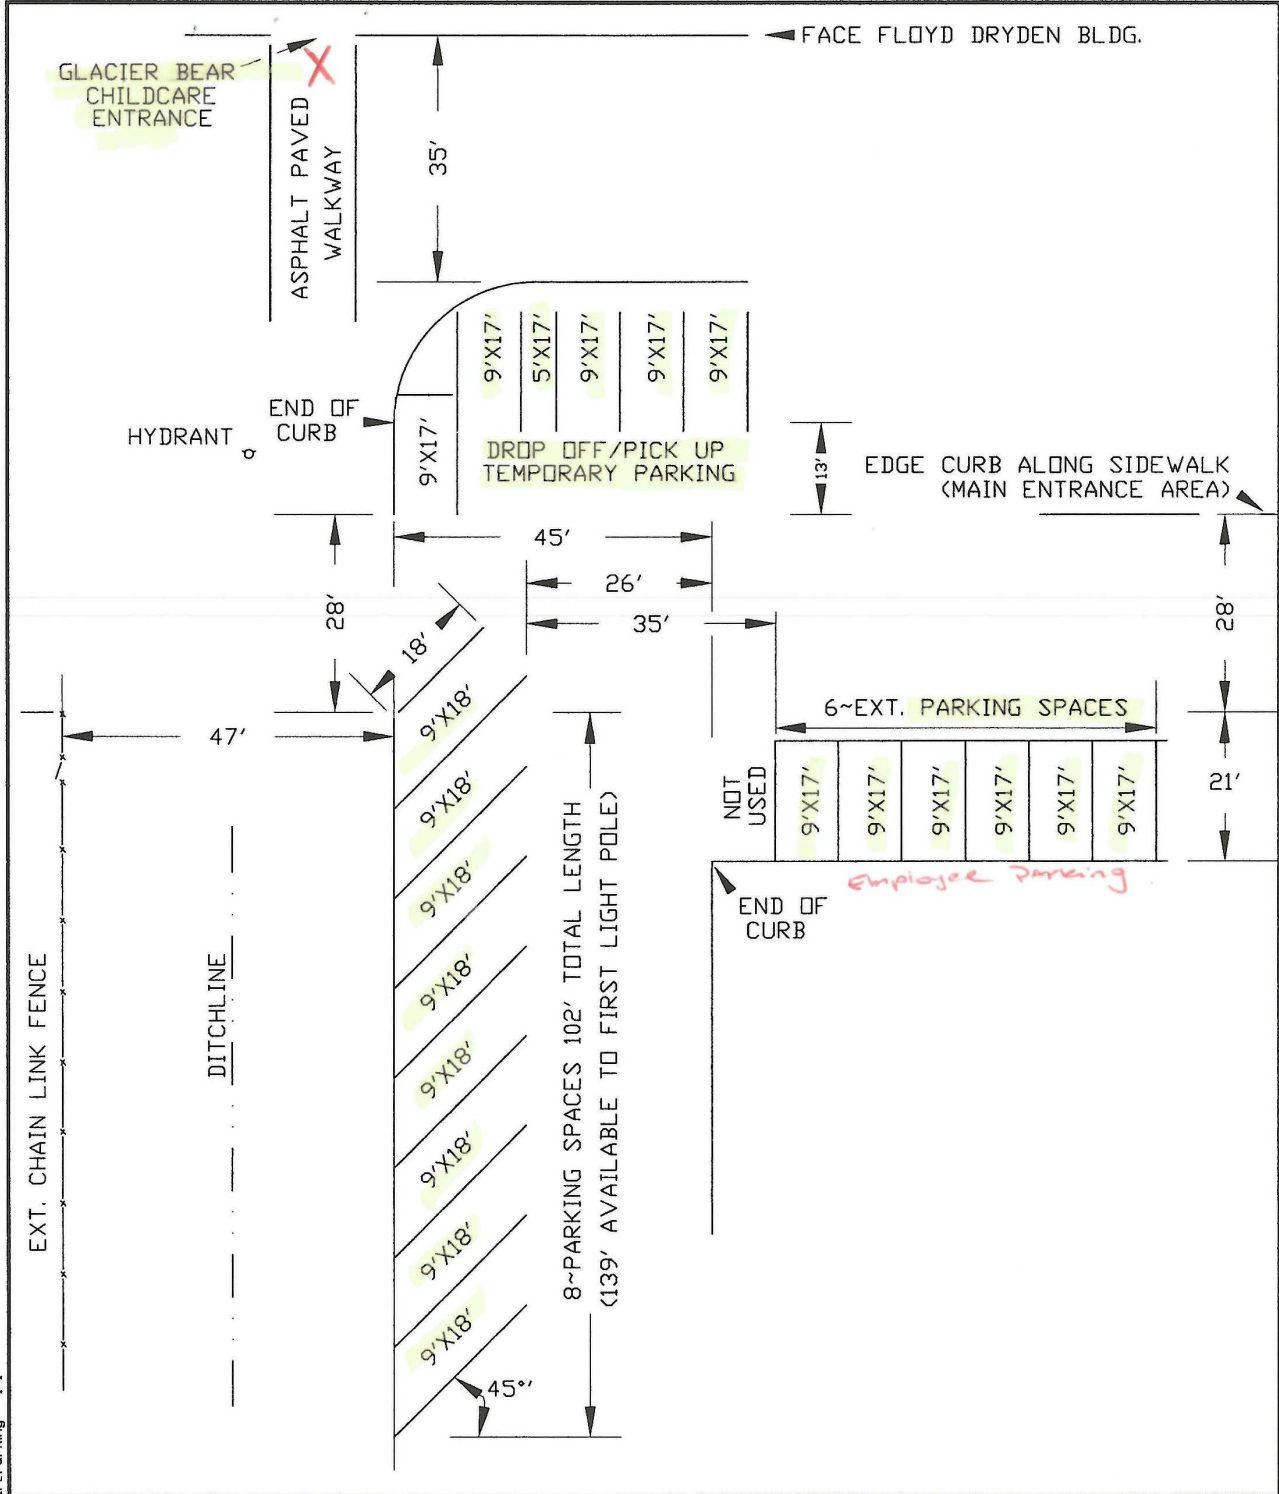 FACE FLOYD DRYDEN BLDG.
GLACIER BEAR
CHILDCARE
ENTRANCE
X
ASPHALT PAVED
WALKWAY
35'
9'X17'
5'X17'
9'X17'
9'X17'
9'X17'
END OF
CURB
HYDRANT
9'X17'
DROP OFF/PICK UP
TEMPORARY PARKING
13'
EDGE CURB ALONG SIDEWALK
(MAIN ENTRANCE AREA)
45'
26'
35'
28'
28'
18'
47'
6~EXT. PARKING SPACES
21'
NOT
USED
9'X17'
9'X17'
9'X17'
9'X17'
9'X17'
9'X17'
Employee Parking
END OF
CURB
9'X18'
9'X18'
9'X18'
9'X18'
9'X18'
9'X18'
9'X18'
9'X18'
8~PARKING SPACES 102' TOTAL LENGTH
(139' AVAILABLE TO FIRST LIGHT POLE)
EXT. CHAIN LINK FENCE
DITCHLINE
45°'